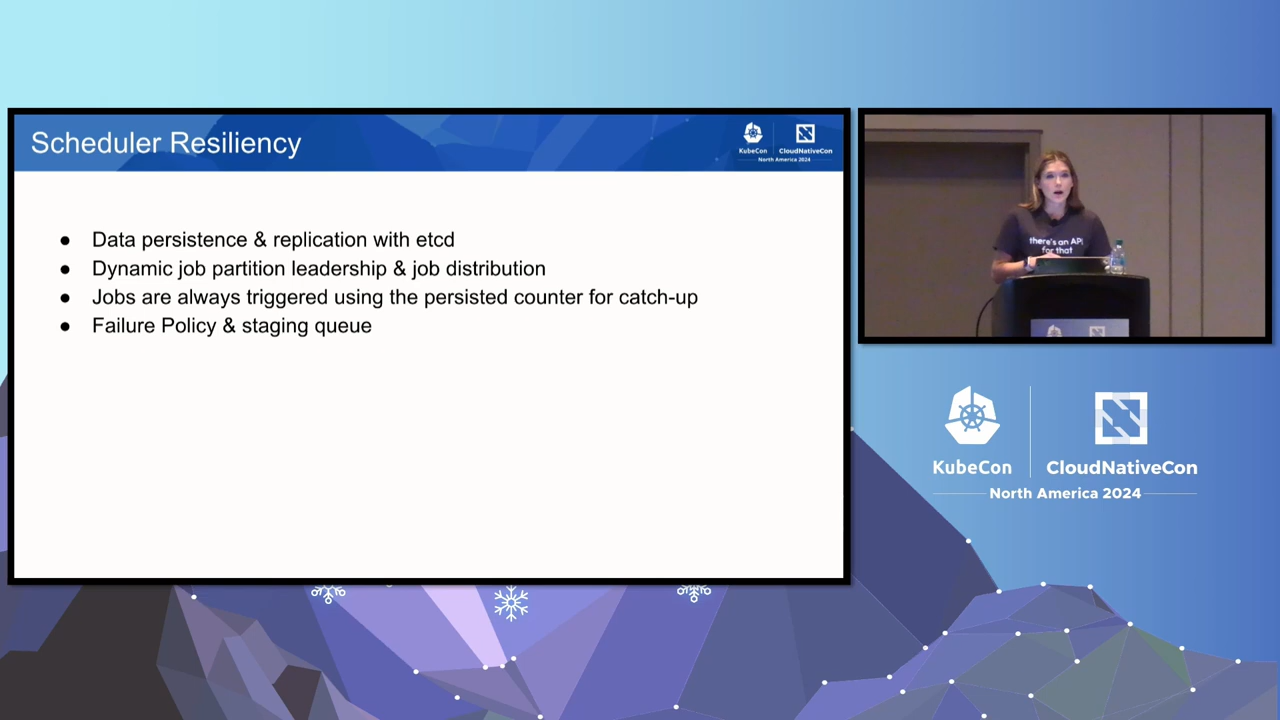 Scheduler Resiliency
KubeCon
CloudNativeCon
North America 2024
● Data persistence & replication with etcd
● Dynamic job partition leadership & job distribution
● Jobs are always triggered using the persisted counter for catch-up
● Failure Policy & staging queue
there's an API
for that
KubeCon
CloudNativeCon
North America 2024